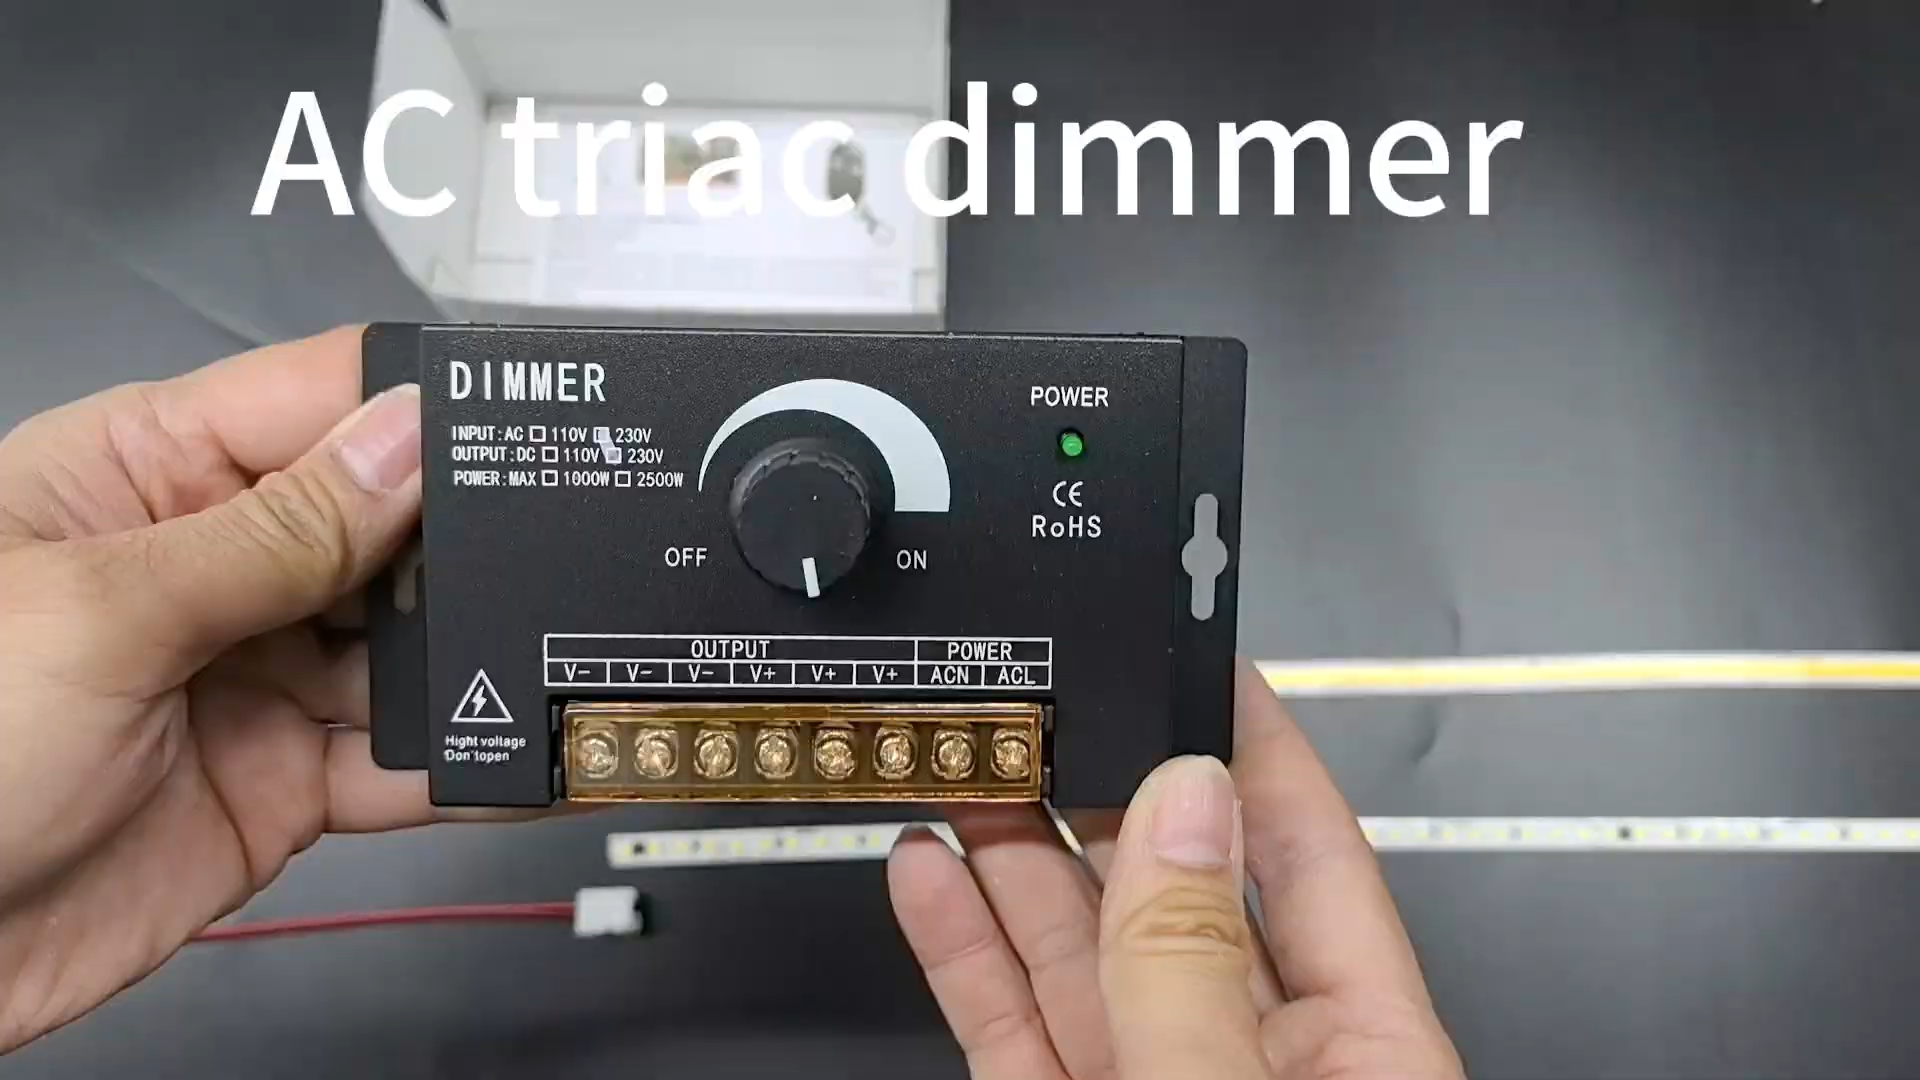 AC triac dimmer
DIMMER
INPUT:AC □ 110V □ 230V
OUTPUT:DC □ 110V □ 230V
POWER:MAX □ 1000W □ 2500W
POWER
CE
RoHS
OFF
ON
OUTPUT POWER
V- V- V- V+ V+ V+ ACN ACL
Hight voltage
Don'topen